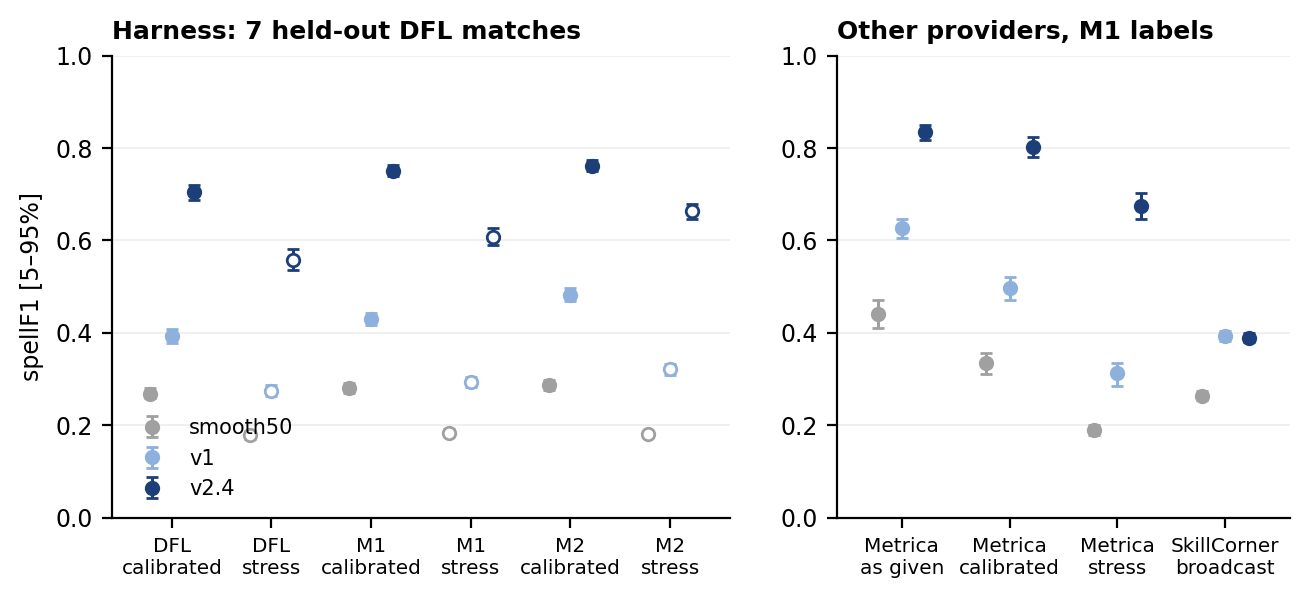 Harness: 7 held-out DFL matches
spellF1 [5–95%]
1.0
0.8
0.6
0.4
0.2
0.0
smooth50
v1
v2.4
DFL
calibrated
DFL
stress
M1
calibrated
M1
stress
M2
calibrated
M2
stress
Other providers, M1 labels
1.0
0.8
0.6
0.4
0.2
0.0
Metrica
as given
Metrica
calibrated
Metrica
stress
SkillCorner
broadcast